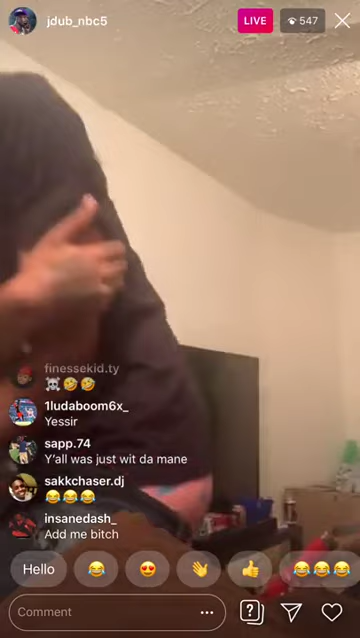 jdub_nbc5
LIVE
547
finessekid.ty
☠️🤣🤣
1ludaboom6x_
Yessir
sapp.74
Y'all was just wit da mane
sakkchaser.dj
😂😂😂
insanedash_
Add me bitch
Hello
Comment